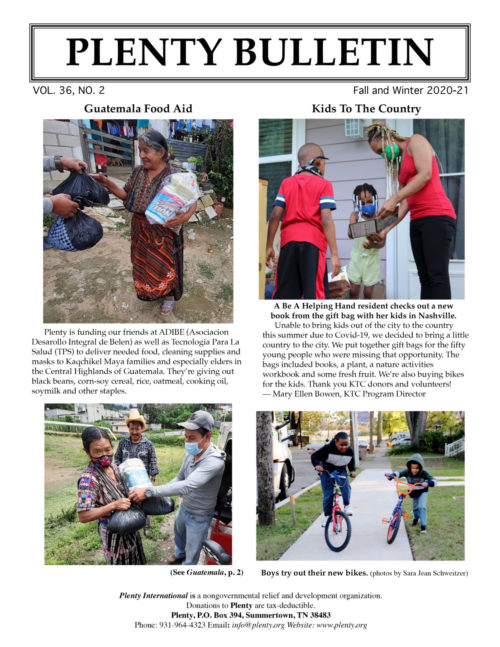 PLENTY BULLETIN
VOL. 36, NO. 2
Fall and Winter 2020-21
Guatemala Food Aid
Plenty is funding our friends at ADIBE (Asociacion
Desarollo Integral de Belen) as well as Tecnologia Para La
Salud (TPS) to deliver needed food, cleaning supplies and
masks to Kaqchikel Maya families and especially elders in
the Central Highlands of Guatemala. They're giving out
black beans, corn-soy cereal, rice, oatmeal, cooking oil,
soymilk and other staples.
(See Guatemala, p. 2)
Kids To The Country
A Be A Helping Hand resident checks out a new
book from the gift bag with her kids in Nashville.
Unable to bring kids out of the city to the country
this summer due to Covid-19, we decided to bring a little
country to the city. We put together gift bags for the fifty
young people who were missing that opportunity. The
bags included books, a plant, a nature activities
workbook and some fresh fruit. We're also buying bikes
for the kids. Thank you KTC donors and volunteers!
— Mary Ellen Bowen, KTC Program Director
Boys try out their new bikes. (photos by Sara Jean Schweitzer)
Plenty International is a nongovernmental relief and development organization.
Donations to Plenty are tax-deductible.
Plenty, P.O. Box 394, Summertown, TN 38483
Phone: 931-964-4323 Email: info@plenty.org Website: www.plenty.org